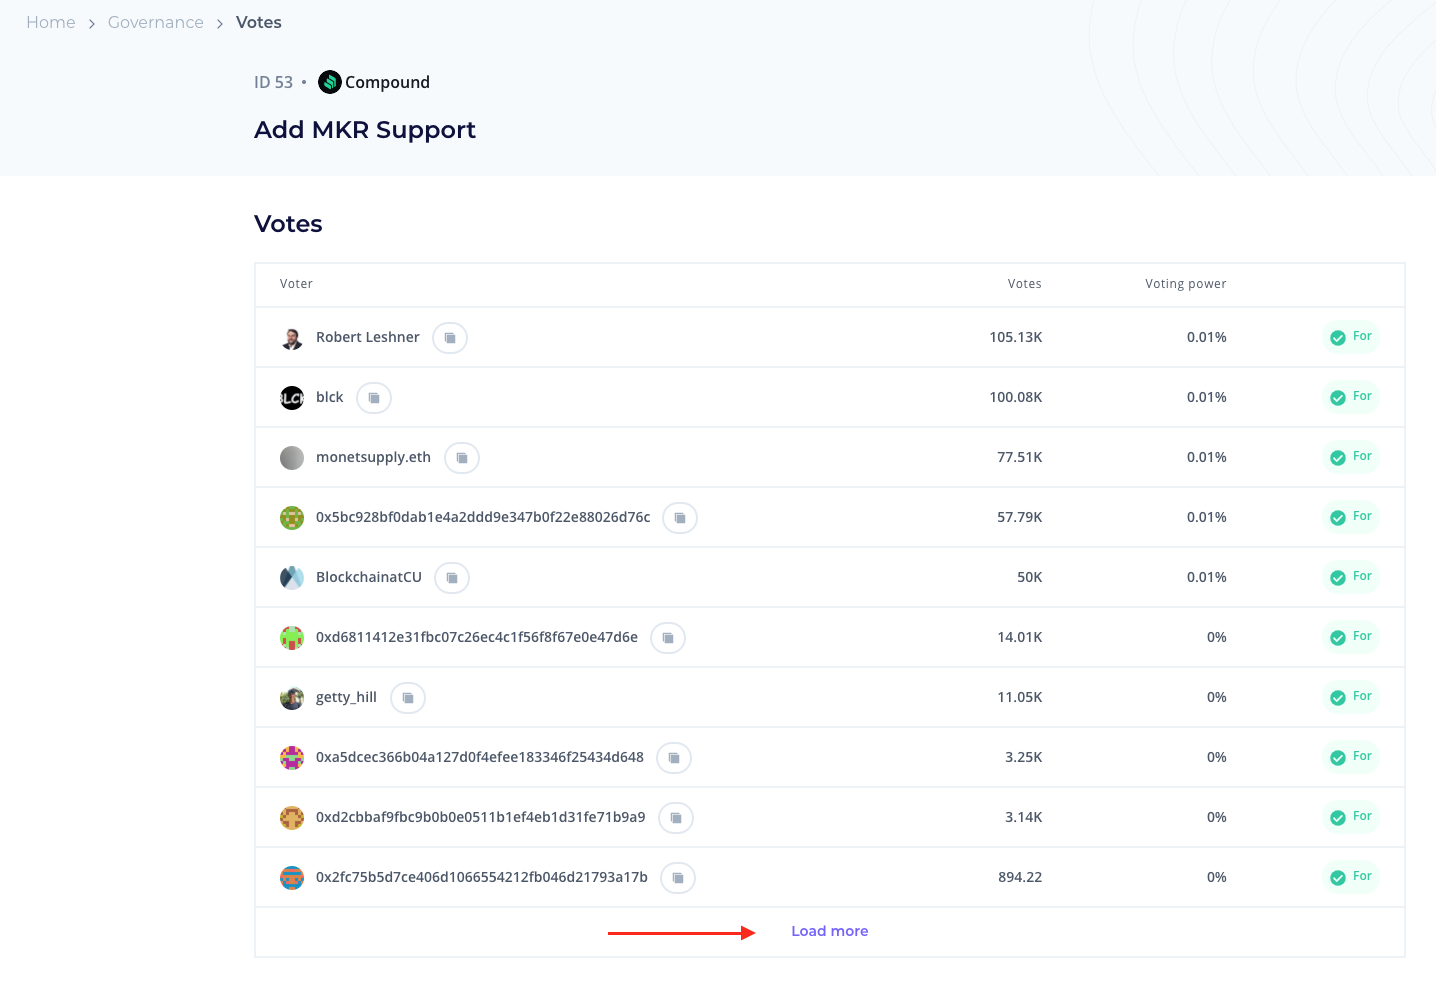 Home > Governance > Votes
ID 53 • Compound
Add MKR Support
Votes
Voter Votes Voting power
Robert Leshner 105.13K 0.01% For
BLCK blck 100.08K 0.01% For
monetsupply.eth 77.51K 0.01% For
0x5bc928bf0dab1e4a2ddd9e347b0f22e88026d76c 57.79K 0.01% For
BlockchainatCU 50K 0.01% For
0xd6811412e31fbc07c26ec4c1f56f8f67e0e47d6e 14.01K 0% For
getty_hill 11.05K 0% For
0xa5dcec366b04a127d0f4efee183346f25434d648 3.25K 0% For
0xd2cbbaf9fbc9b0b0e0511b1ef4eb1d31fe71b9a9 3.14K 0% For
0x2fc75b5d7ce406d1066554212fb046d21793a17b 894.22 0% For
Load more